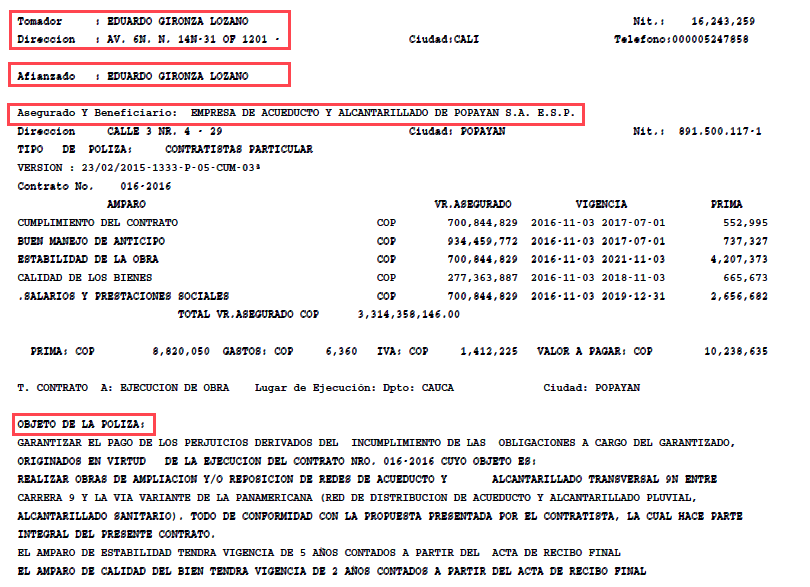 Tomador : EDUARDO GIRONZA LOZANO Nit.: 16,243,259
Direccion : AV. 6N. N. 14N-31 OF 1201 - Ciudad:CALI Telefono:000005247858
Afianzado : EDUARDO GIRONZA LOZANO
Asegurado Y Beneficiario: EMPRESA DE ACUEDUCTO Y ALCANTARILLADO DE POPAYAN S.A. E.S.P.
Direccion CALLE 3 NR. 4 - 29 Ciudad: POPAYAN Nit.: 891.500.117-1
TIPO DE POLIZA: CONTRATISTAS PARTICULAR
VERSION : 23/02/2015-1333-P-05-CUM-03ª
Contrato No. 016-2016
AMPARO VR.ASEGURADO VIGENCIA PRIMA
CUMPLIMIENTO DEL CONTRATO COP 700,844,829 2016-11-03 2017-07-01 552,995
BUEN MANEJO DE ANTICIPO COP 934,459,772 2016-11-03 2017-07-01 737,327
ESTABILIDAD DE LA OBRA COP 700,844,829 2016-11-03 2021-11-03 4,207,373
CALIDAD DE LOS BIENES COP 277,363,887 2016-11-03 2018-11-03 665,673
.SALARIOS Y PRESTACIONES SOCIALES COP 700,844,829 2016-11-03 2019-12-31 2,656,682
TOTAL VR.ASEGURADO COP 3,314,358,146.00
PRIMA: COP 8,820,050 GASTOS: COP 6,360 IVA: COP 1,412,225 VALOR A PAGAR: COP 10,238,635
T. CONTRATO A: EJECUCION DE OBRA Lugar de Ejecución: Dpto: CAUCA Ciudad: POPAYAN
OBJETO DE LA POLIZA:
GARANTIZAR EL PAGO DE LOS PERJUICIOS DERIVADOS DEL INCUMPLIMIENTO DE LAS OBLIGACIONES A CARGO DEL GARANTIZADO,
ORIGINADOS EN VIRTUD DE LA EJECUCION DEL CONTRATO NRO. 016-2016 CUYO OBJETO ES:
REALIZAR OBRAS DE AMPLIACION Y/O REPOSICION DE REDES DE ACUEDUCTO Y ALCANTARILLADO TRANSVERSAL 9N ENTRE
CARRERA 9 Y LA VIA VARIANTE DE LA PANAMERICANA (RED DE DISTRIBUCION DE ACUEDUCTO Y ALCANTARILLADO PLUVIAL,
ALCANTARILLADO SANITARIO). TODO DE CONFORMIDAD CON LA PROPUESTA PRESENTADA POR EL CONTRATISTA, LA CUAL HACE PARTE
INTEGRAL DEL PRESENTE CONTRATO.
EL AMPARO DE ESTABILIDAD TENDRA VIGENCIA DE 5 AÑOS CONTADOS A PARTIR DEL ACTA DE RECIBO FINAL
EL AMPARO DE CALIDAD DEL BIEN TENDRA VIGENCIA DE 2 AÑOS CONTADOS A PARTIR DEL ACTA DE RECIBO FINAL